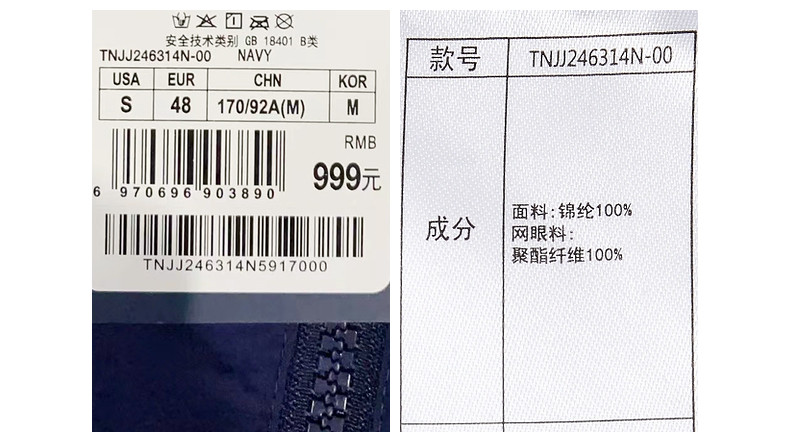 安全技术类别 GB 18401 B类
TNJJ246314N-00 NAVY
USA EUR CHN KOR
S 48 170/92A(M) M
RMB
999元
6 970696 903890
TNJJ246314N5917000
款号 TNJJ246314N-00
成分
面料:锦纶100%
网眼料:
聚酯纤维100%